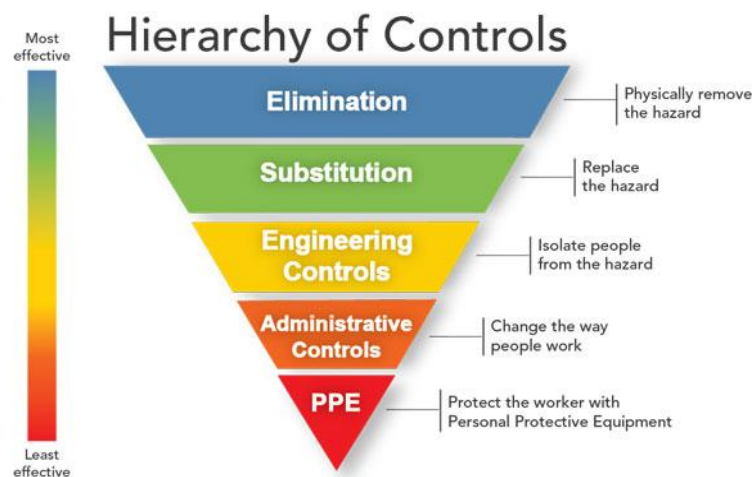 Hierarchy of Controls
Most
effective
Elimination
Physically remove
the hazard
Substitution
Replace
the hazard
Engineering
Controls
Isolate people
from the hazard
Administrative
Controls
Change the way
people work
PPE
Protect the worker with
Personal Protective Equipment
Least
effective